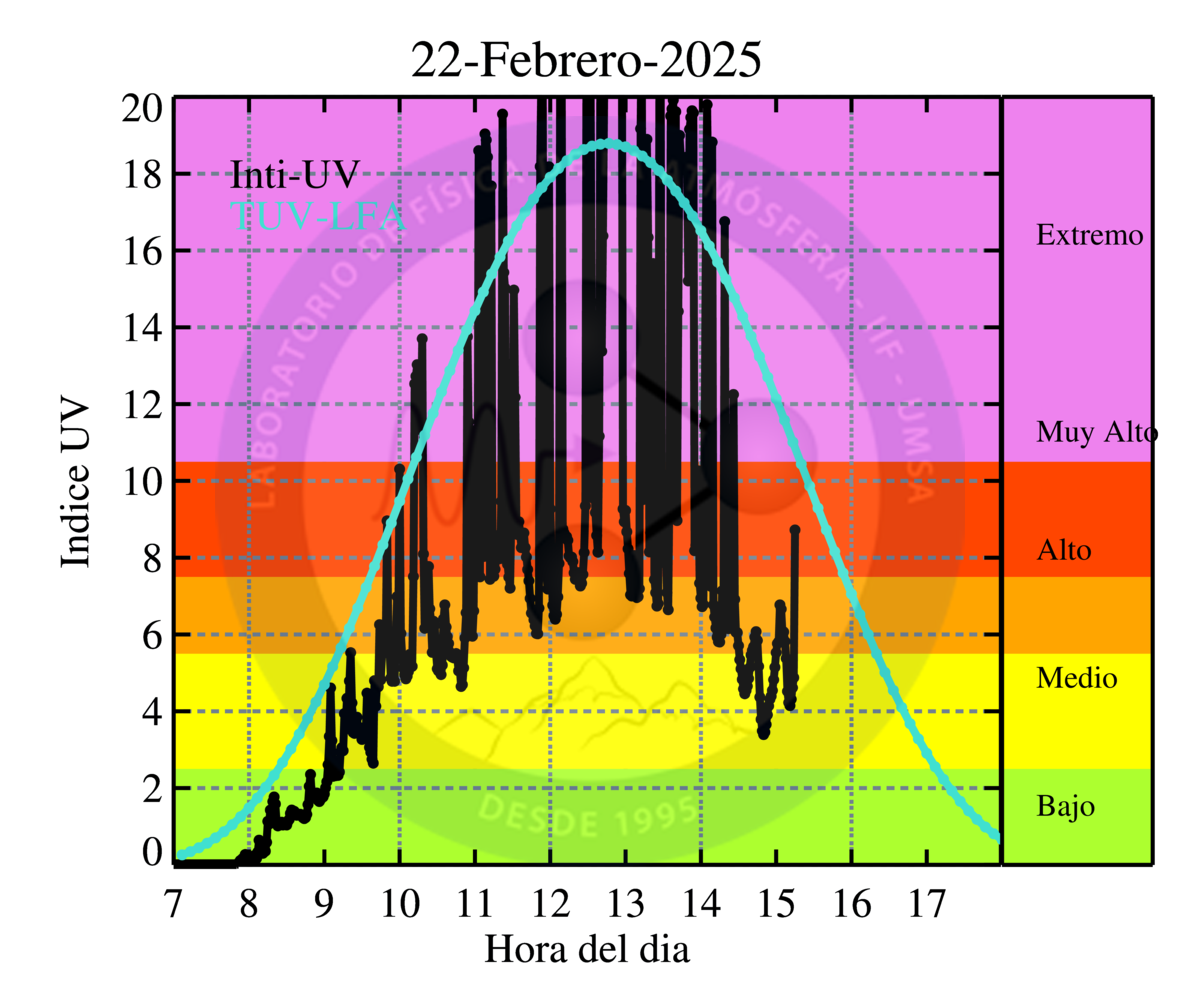 22-Febrero-2025
Inti-UV
TUV-LFA
Indice UV
20
18
16
14
12
10
8
6
4
2
0
7 8 9 10 11 12 13 14 15 16 17
Hora del dia
Extremo
Muy Alto
Alto
Medio
Bajo
LABORATORIO DE FÍSICA DE LA ATMÓSFERA - IIF - UMSA
DESDE 1995